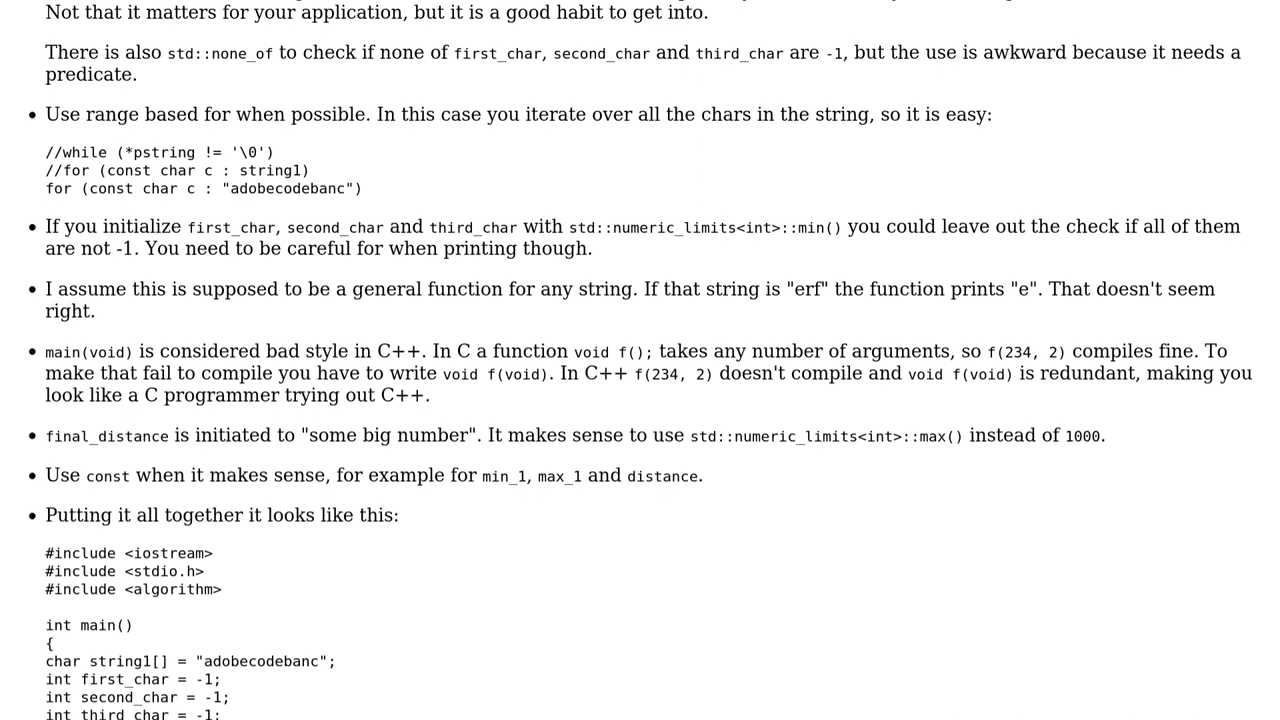 Not that it matters for your application, but it is a good habit to get into.
There is also std::none_of to check if none of first_char, second_char and third_char are -1, but the use is awkward because it needs a
predicate.
• Use range based for when possible. In this case you iterate over all the chars in the string, so it is easy:
//while (*pstring != '\0')
//for (const char c : string1)
for (const char c : "adobecodebanc")
• If you initialize first_char, second_char and third_char with std::numeric_limits<int>::min() you could leave out the check if all of them
are not -1. You need to be careful for when printing though.
• I assume this is supposed to be a general function for any string. If that string is "erf" the function prints "e". That doesn't seem
right.
• main(void) is considered bad style in C++. In C a function void f(); takes any number of arguments, so f(234, 2) compiles fine. To
make that fail to compile you have to write void f(void). In C++ f(234, 2) doesn't compile and void f(void) is redundant, making you
look like a C programmer trying out C++.
• final_distance is initiated to "some big number". It makes sense to use std::numeric_limits<int>::max() instead of 1000.
• Use const when it makes sense, for example for min_1, max_1 and distance.
• Putting it all together it looks like this:
#include <iostream>
#include <stdio.h>
#include <algorithm>
int main()
{
char string1[] = "adobecodebanc";
int first_char = -1;
int second_char = -1;
int third_char = -1;